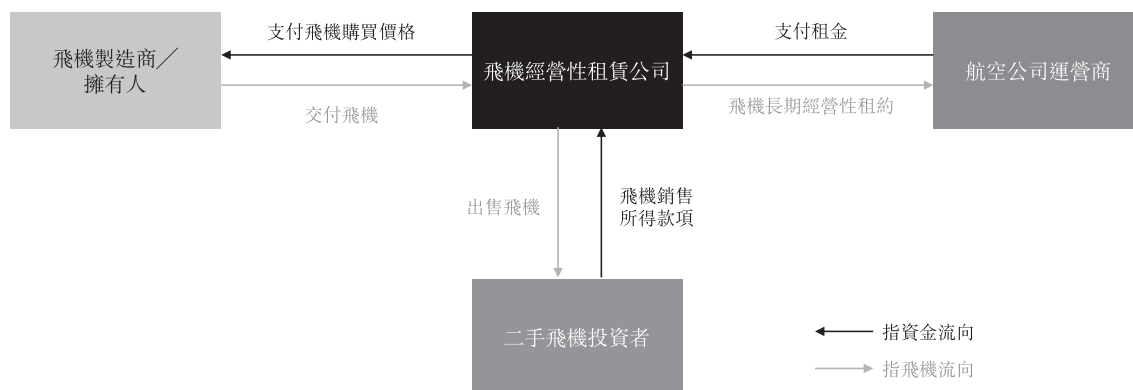 支付飛機購買價格
支付租金
飛機製造商／
擁有人
飛機經營性租賃公司
航空公司運營商
交付飛機
飛機長期經營性租約
出售飛機
飛機銷售
所得款項
二手飛機投資者
指資金流向
指飛機流向